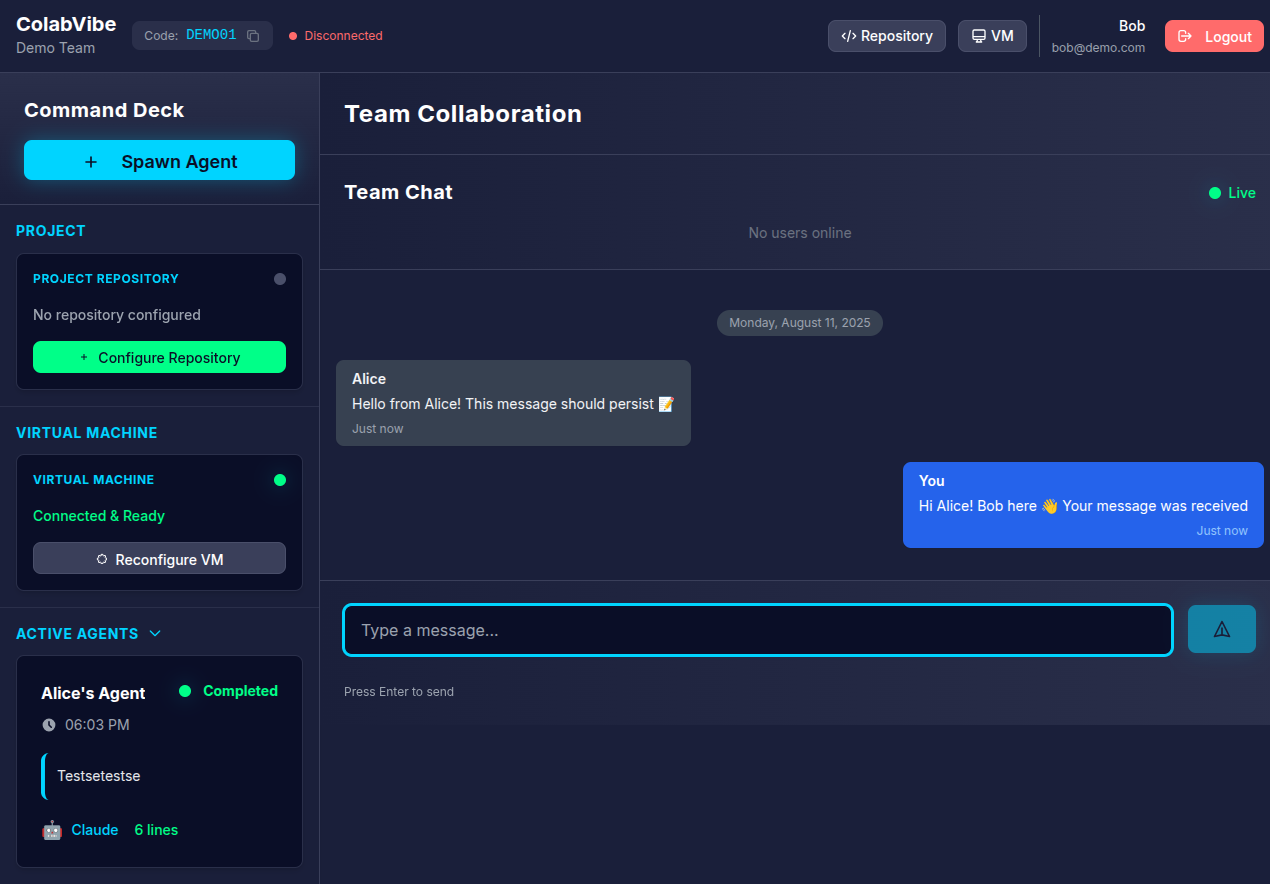 ColabVibe
Demo Team
Code: DEMO01
Disconnected
</> Repository
VM
Bob
bob@demo.com
Logout
Command Deck
+ Spawn Agent
PROJECT
PROJECT REPOSITORY
No repository configured
+ Configure Repository
VIRTUAL MACHINE
VIRTUAL MACHINE
Connected & Ready
Reconfigure VM
ACTIVE AGENTS
Alice's Agent
Completed
06:03 PM
Testsetestse
🤖 Claude 6 lines
Team Collaboration
Team Chat
Live
No users online
Monday, August 11, 2025
Alice
Hello from Alice! This message should persist 📝
Just now
You
Hi Alice! Bob here 👋 Your message was received
Just now
Type a message...
Press Enter to send